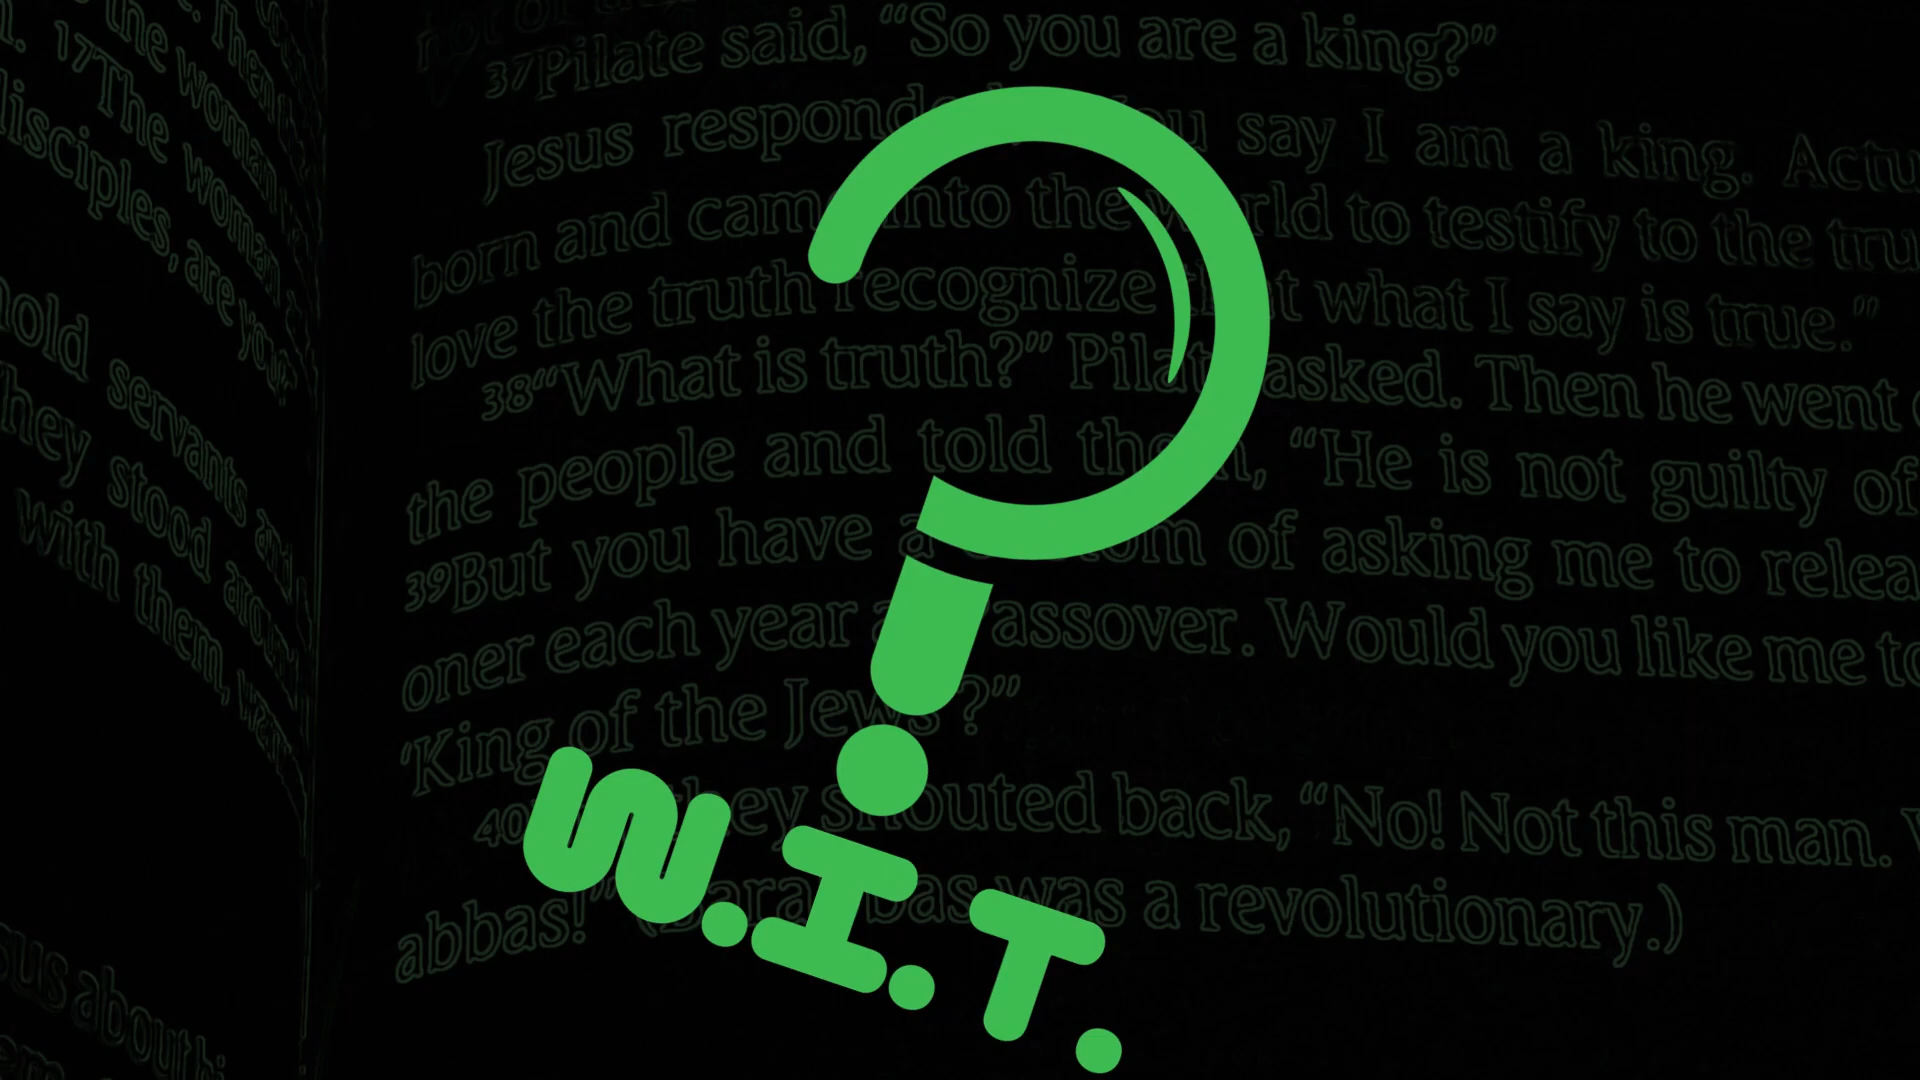 the woman
n. 17The woman
disciples, are you
hold servants and
They stood around
with them, warm
37Pilate said, “So you are a king?”
Jesus responded, “You say I am a king. Actu
born and came into the world to testify to the tru
love the truth recognize that what I say is true.”
38“What is truth?” Pilate asked. Then he went
the people and told them, “He is not guilty of
39But you have a custom of asking me to relea
oner each year at Passover. Would you like me to
‘King of the Jews’?”
40 they shouted back, “No! Not this man.
abbas!” (Barabbas was a revolutionary.)
W.I.T.
about hi